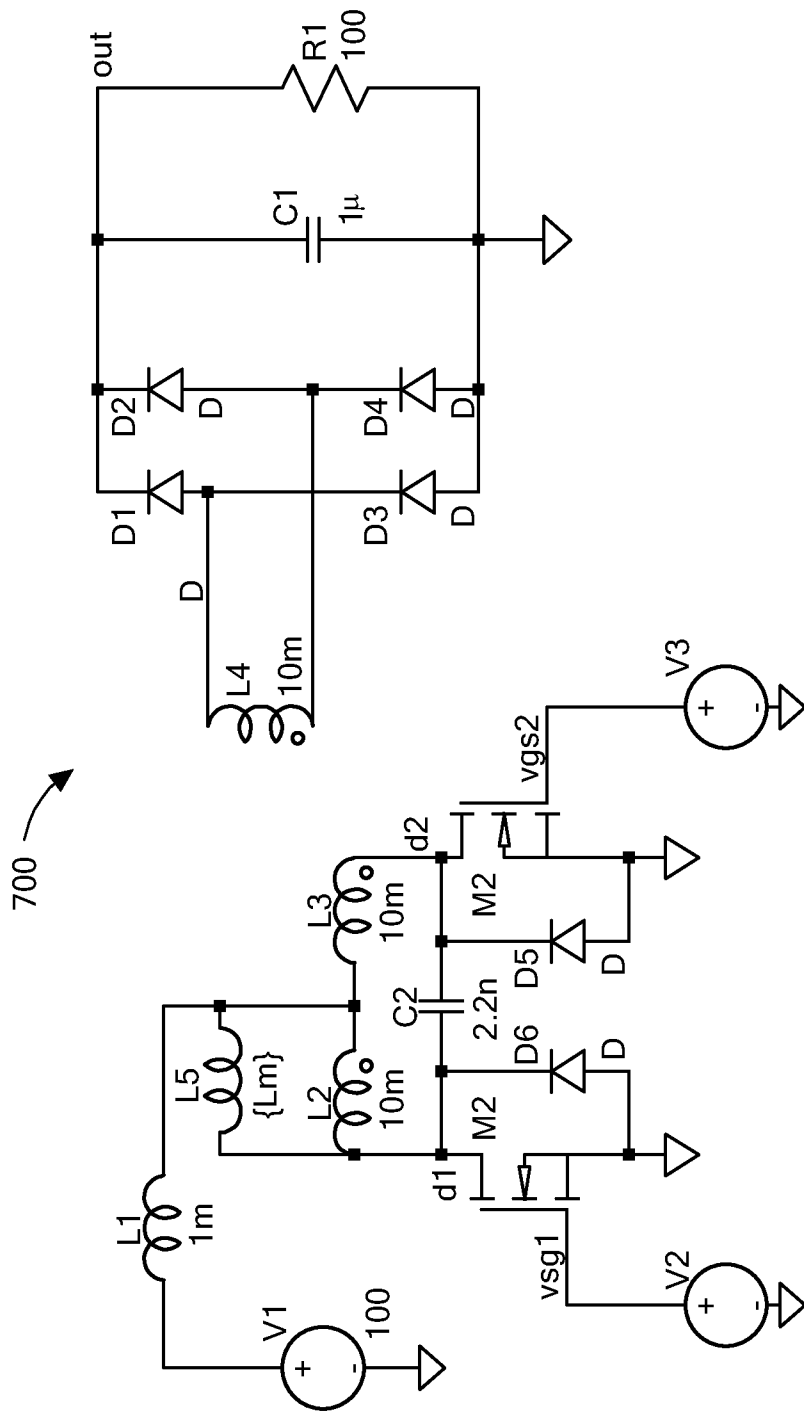 700
V1
+
-
100
L1
1m
L5
{Lm}
L2
10m
L3
10m
d1
M2
C2
2.2n
D6
D
D5
D
d2
M2
vsg1
V2
+
-
vgs2
V3
+
-
L4
10m
D
D1
D2
D
D3
D
D4
D
C1
1µ
out
R1
100